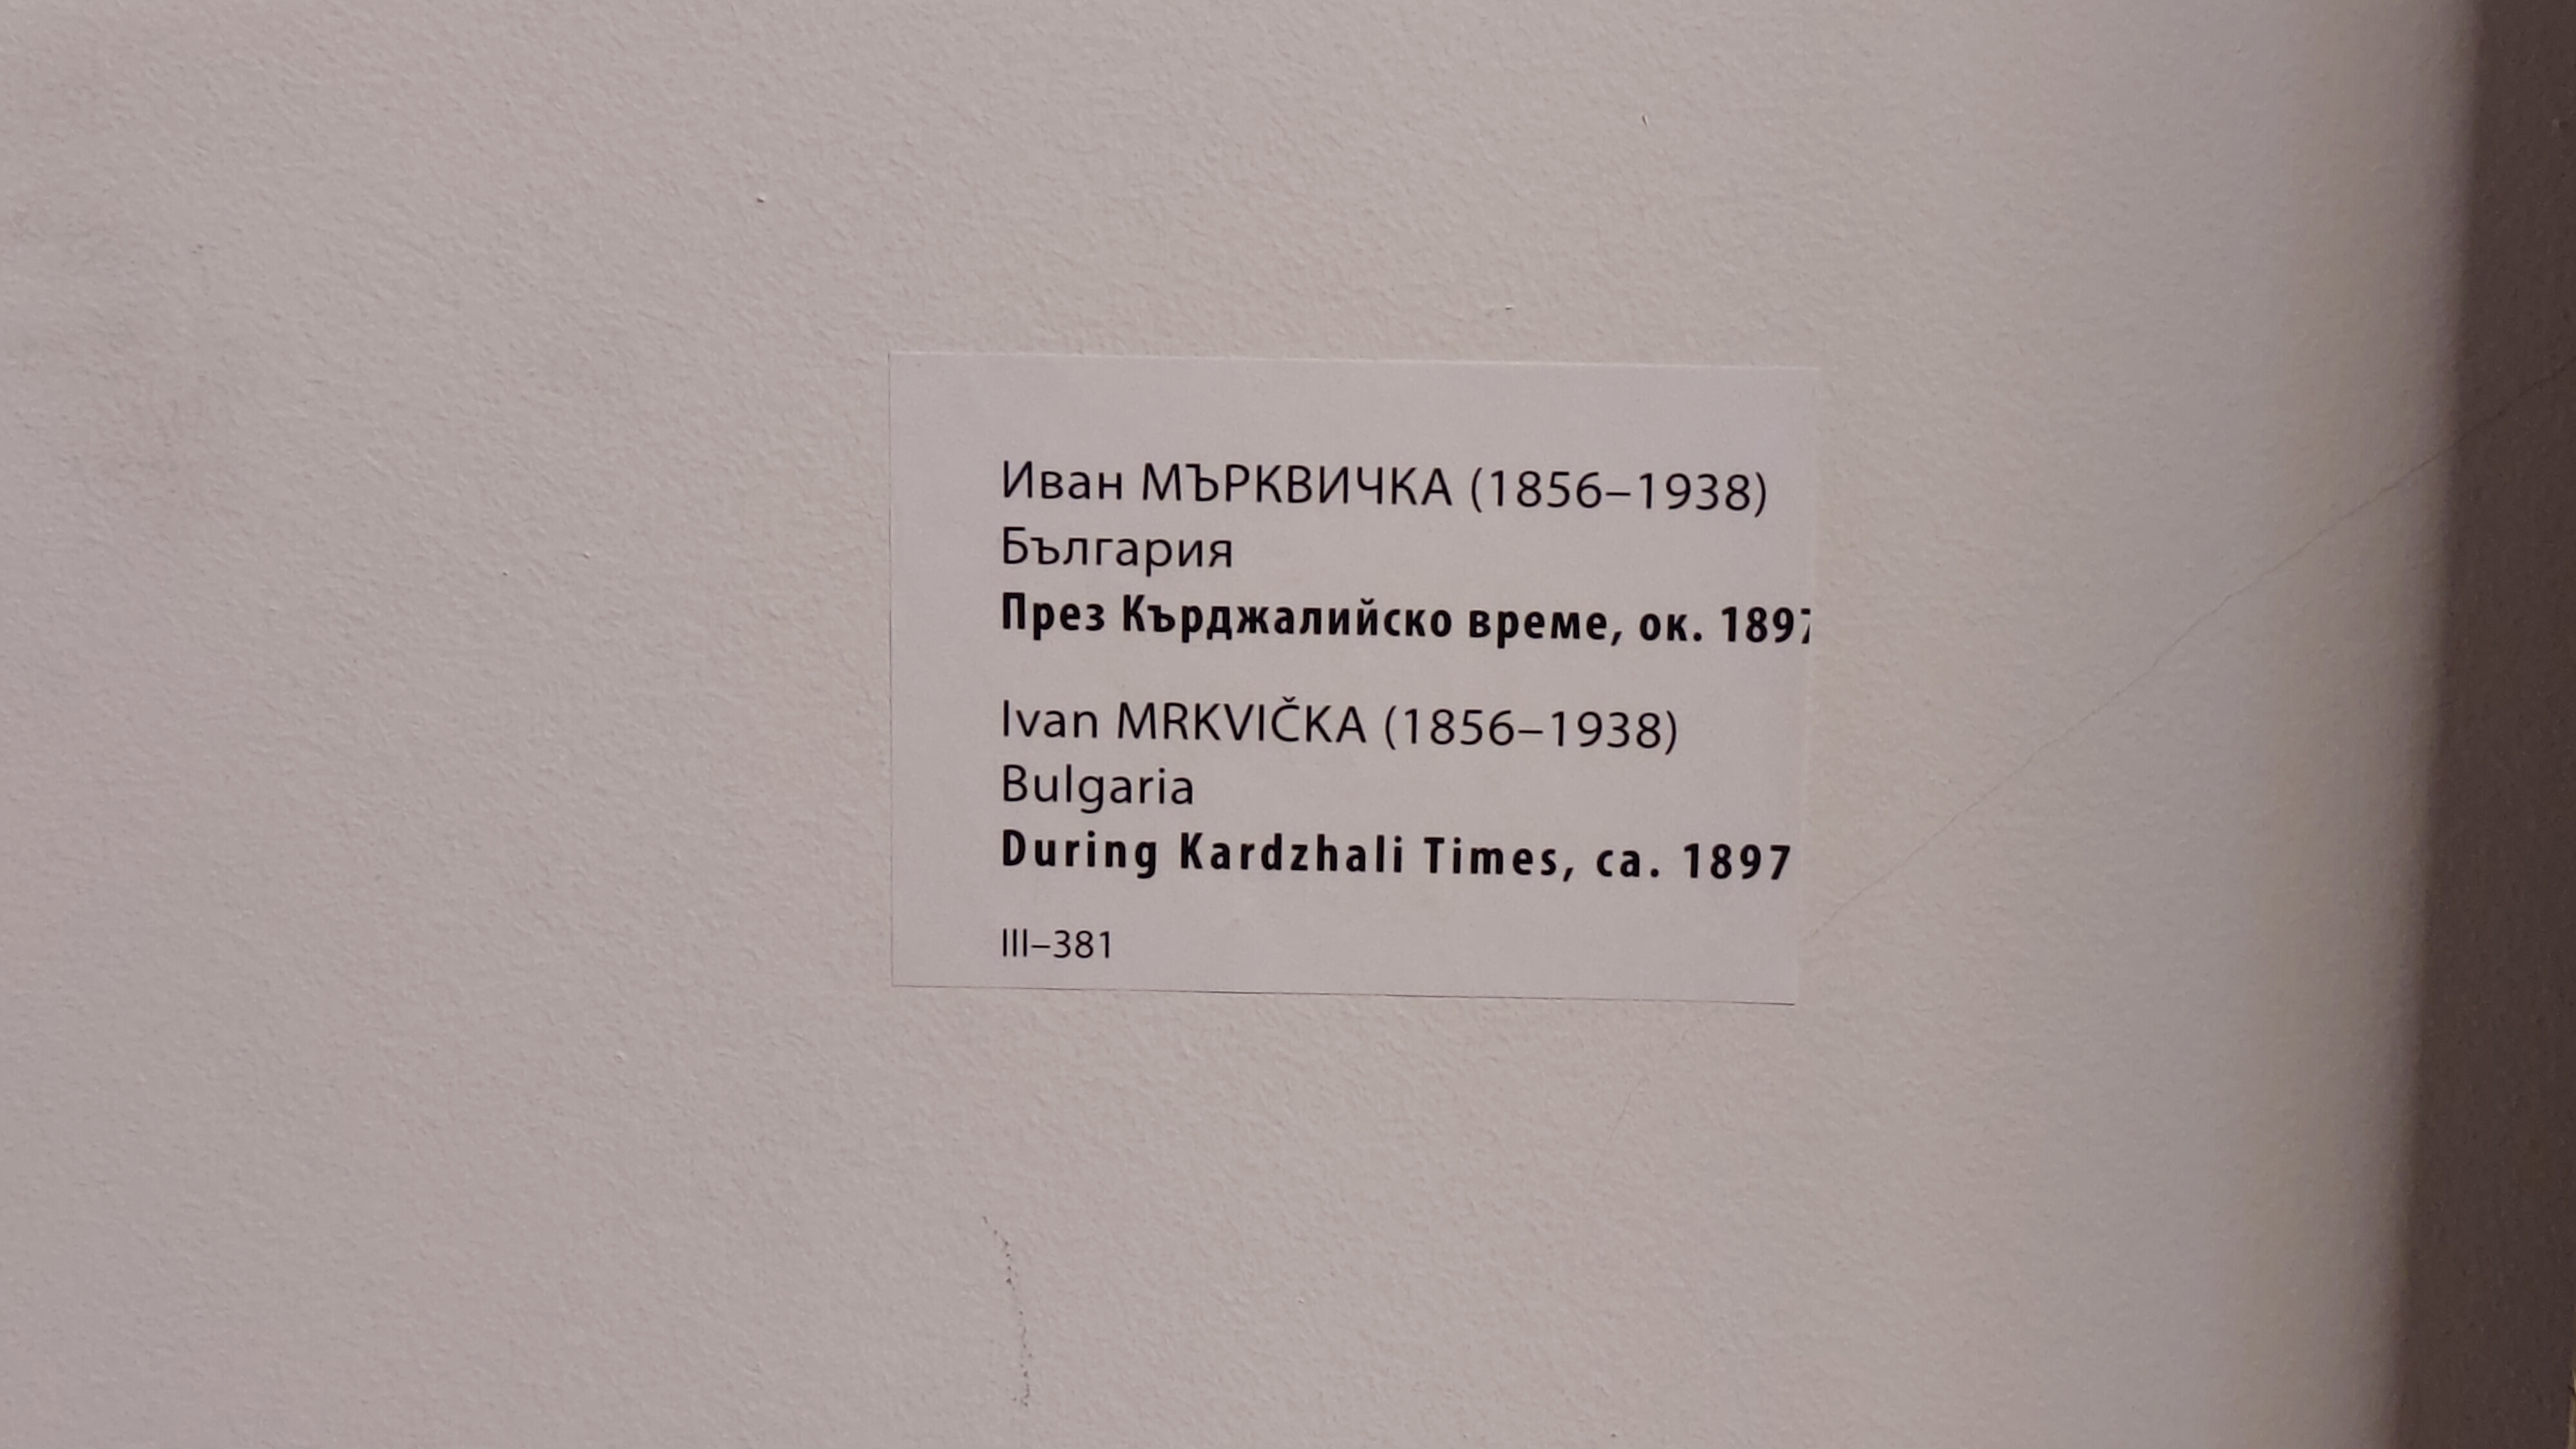 Иван МЪРКВИЧКА (1856–1938)
България
През Кърджалийско време, ок. 1897
Ivan MRKVIČKA (1856–1938)
Bulgaria
During Kardzhali Times, ca. 1897
III–381